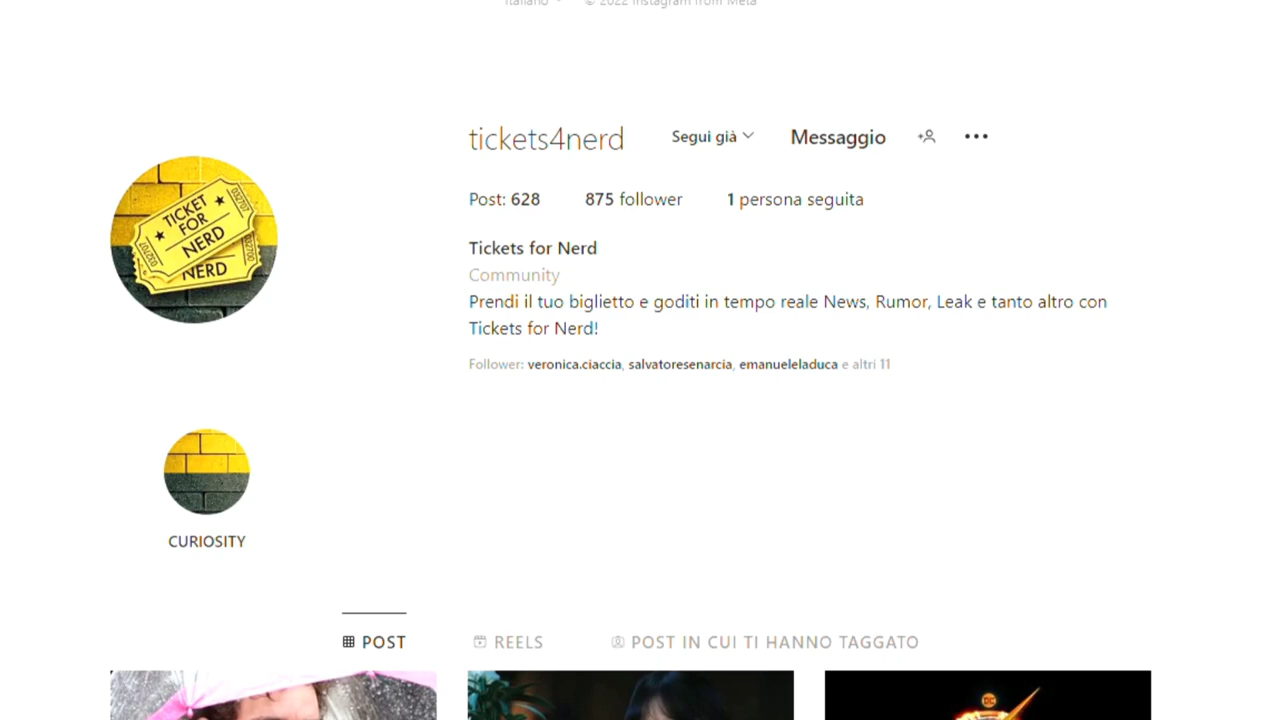 Italiano © 2022 Instagram from Meta
tickets4nerd Segui già Messaggio
Post: 628 875 follower 1 persona seguita
Tickets for Nerd
Community
Prendi il tuo biglietto e goditi in tempo reale News, Rumor, Leak e tanto altro con
Tickets for Nerd!
Follower: veronica.ciaccia, salvatoresenarcia, emanueleladuca e altri 11
TICKET
FOR
NERD
032707
032707
NERD
CURIOSITY
POST REELS POST IN CUI TI HANNO TAGGATO
DC